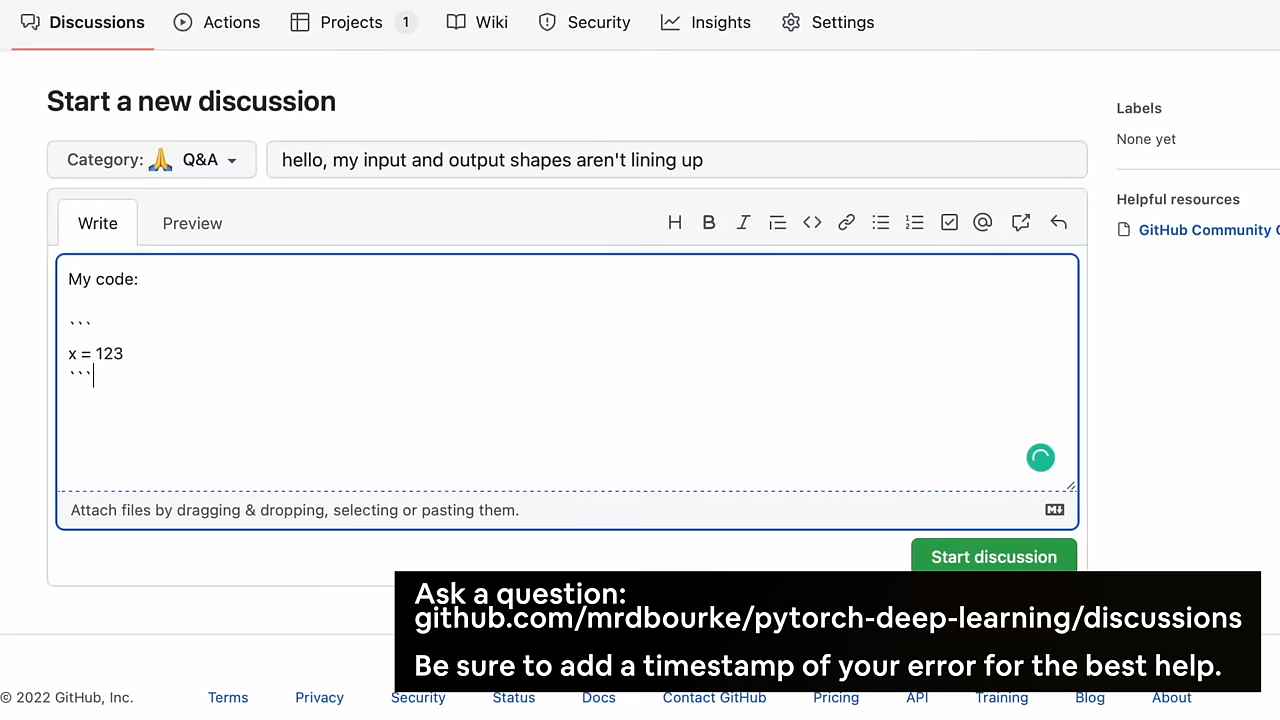 Discussions Actions Projects 1 Wiki Security Insights Settings
Start a new discussion
Category: 🙏 Q&A
hello, my input and output shapes aren't lining up
Write Preview
My code:
```
x = 123
```
Attach files by dragging & dropping, selecting or pasting them.
Start discussion
Labels
None yet
Helpful resources
GitHub Community
Ask a question:
github.com/mrdbourke/pytorch-deep-learning/discussions
Be sure to add a timestamp of your error for the best help.
© 2022 GitHub, Inc. Terms Privacy Security Status Docs Contact GitHub Pricing API Training Blog About